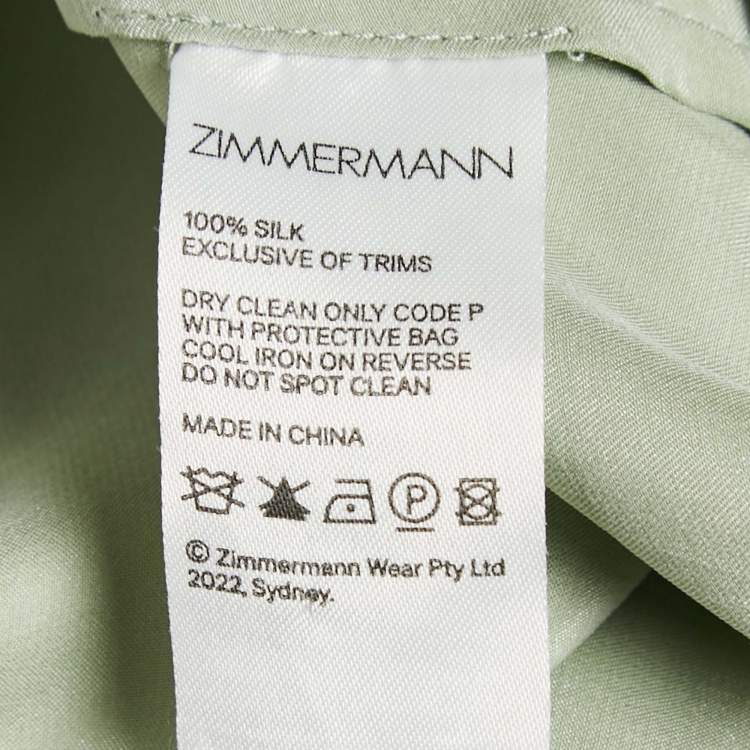 ZIMMERMANN
100% SILK
EXCLUSIVE OF TRIMS
DRY CLEAN ONLY CODE P
WITH PROTECTIVE BAG
COOL IRON ON REVERSE
DO NOT SPOT CLEAN
MADE IN CHINA
P
© Zimmermann Wear Pty Ltd
2022, Sydney.